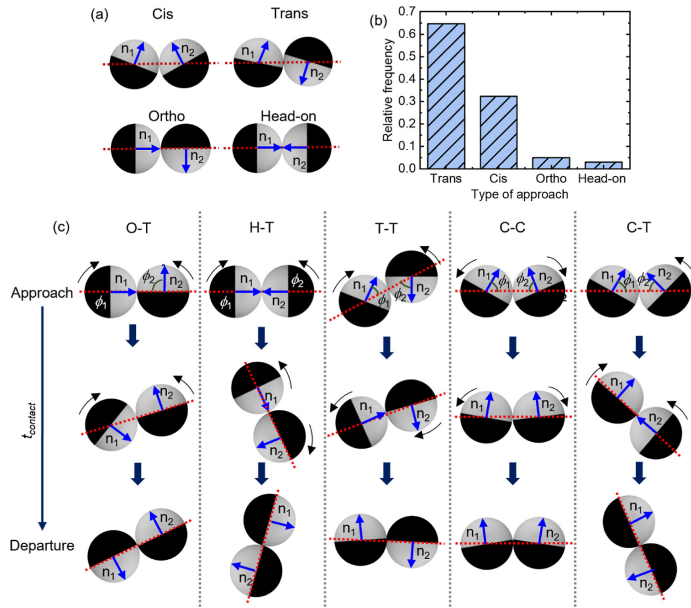 (a)
Cis
Trans
n1
n2
n1
n2
Ortho
Head-on
n1
n2
n1
n2
(b)
Relative frequency
0.7
0.6
0.4
0.3
0.1
0.0
Trans
Cis
Ortho
Head-on
Type of approach
(c)
O-T
H-T
T-T
C-C
C-T
Approach
ϕ1
n1
ϕ2
n2
ϕ1
n1
n2
ϕ2
n1
ϕ1
ϕ2
n2
n1
ϕ1
ϕ2
n2
2
n1
ϕ1
ϕ2
n2
tcontact
n1
n2
n1
n2
n1
n2
n1
n2
n1
n2
Departure
n1
n2
n1
n2
n1
n2
n1
n2
n1
n2